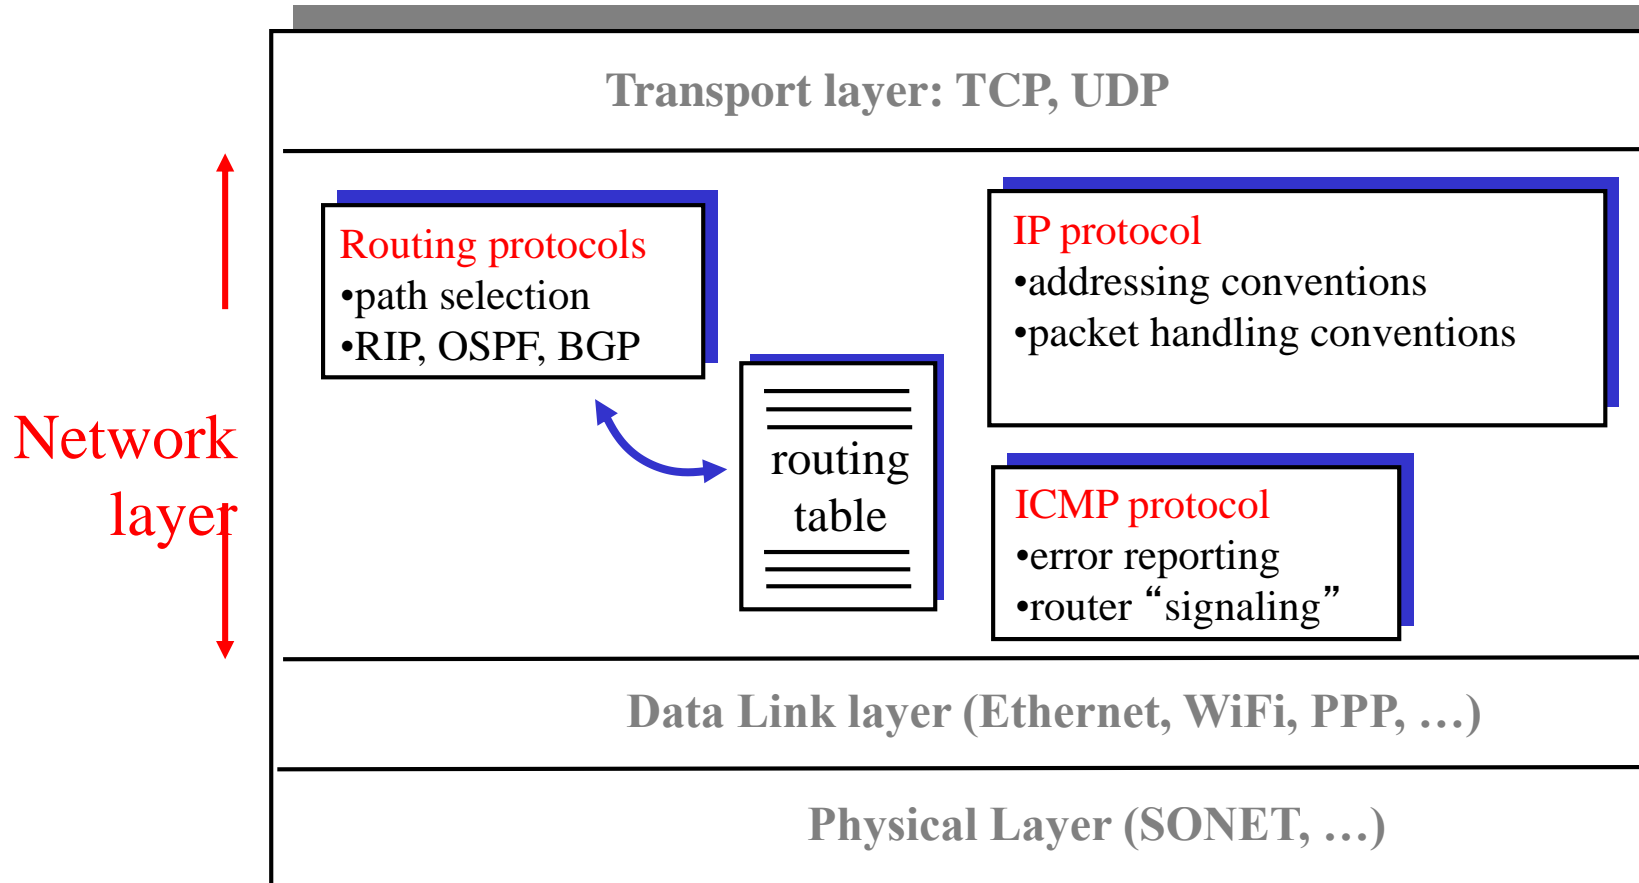 Transport layer: TCP, UDP
Network
layer
Routing protocols
•path selection
•RIP, OSPF, BGP
routing
table
IP protocol
•addressing conventions
•packet handling conventions
ICMP protocol
•error reporting
•router “signaling”
Data Link layer (Ethernet, WiFi, PPP, …)
Physical Layer (SONET, …)